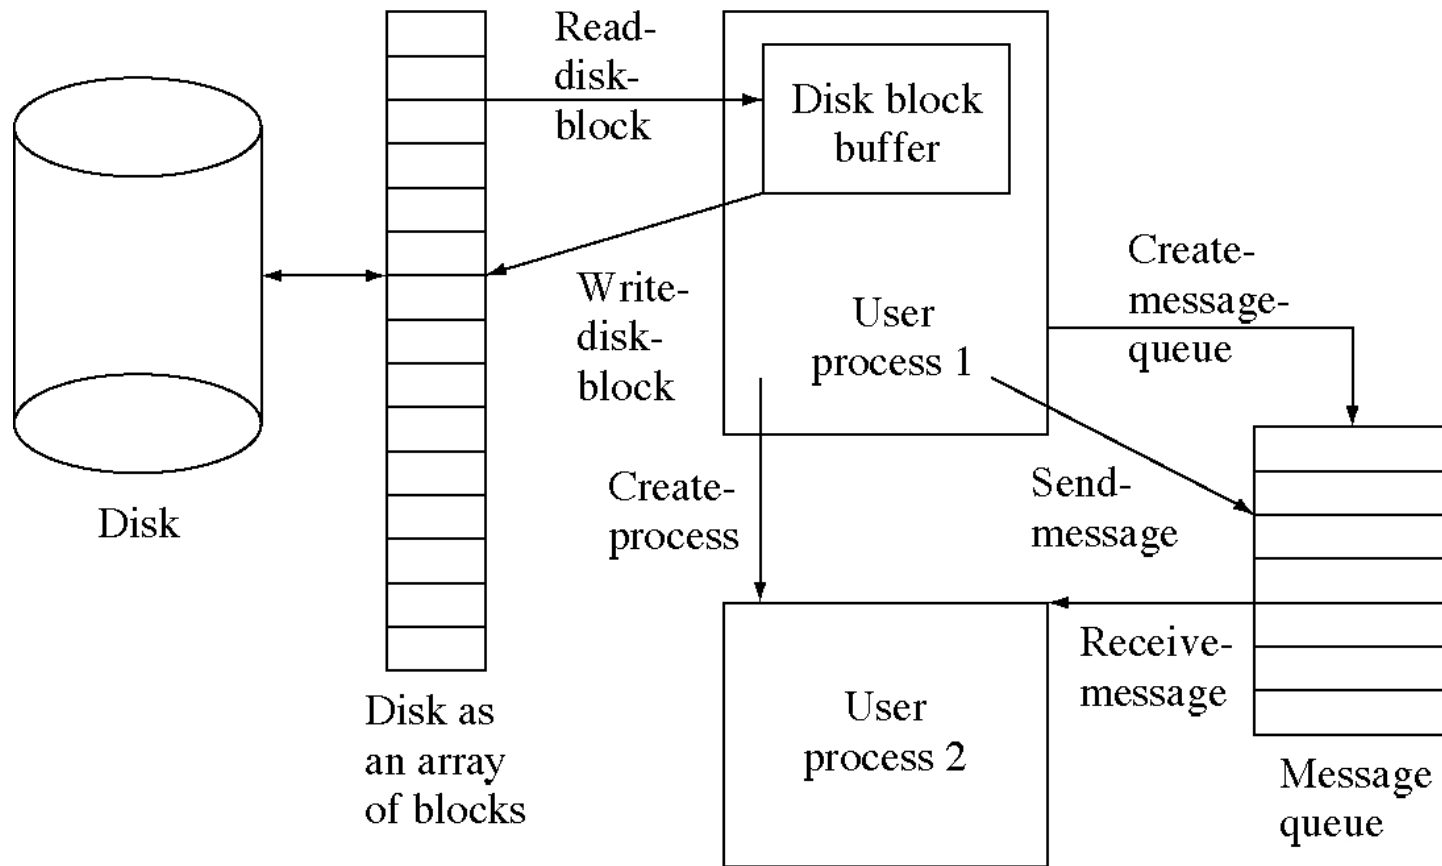 Read-
disk-
block
Disk block
buffer
Create-
message-
queue
Write-
disk-
block
User
process 1
Disk
Create-
process
Send-
message
Receive-
message
Disk as
an array
of blocks
User
process 2
Message
queue